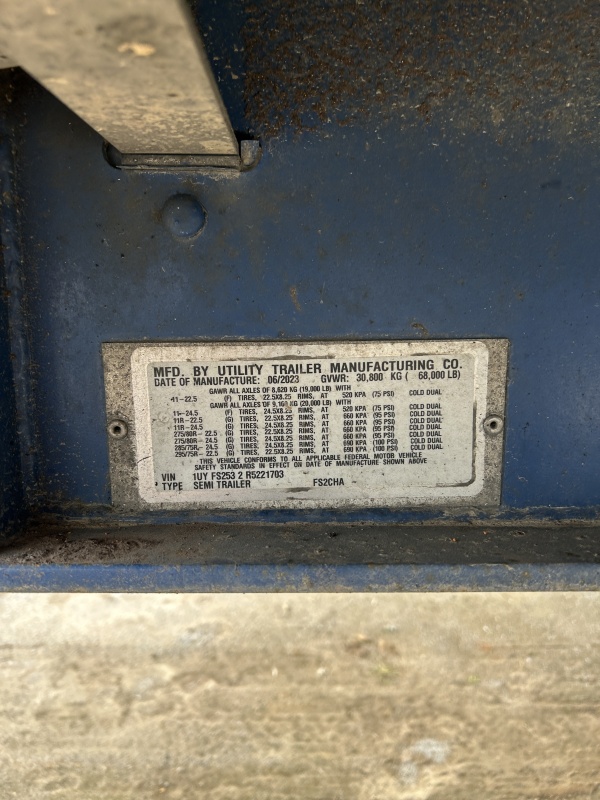 MFD. BY UTILITY TRAILER MANUFACTURING CO.
DATE OF MANUFACTURE: 06/2023 GVWR: 30,800 KG ( 68,000 LB)
GAWR ALL AXLES OF 8,620 KG (19,000 LB) WITH
(F) TIRES, 22.5X8.25 RIMS, AT 520 KPA (75 PSI) COLD DUAL
GAWR ALL AXLES OF KG (20,000 LB) WITH
11-24.5 (F) TIRES, 24.5X8.25 RIMS, AT 520 KPA (75 PSI) COLD DUAL
11R-22.5 (G) TIRES, 22.5X8.25 RIMS, AT 660 KPA (95 PSI) COLD DUAL
11R-24.5 (G) TIRES, 24.5X8.25 RIMS, AT 660 KPA (95 PSI) COLD DUAL
275/80R- 22.5 (G) TIRES, 22.5X8.25 RIMS, AT 660 KPA (95 PSI) COLD DUAL
275/80R- 24.5 (G) TIRES, 24.5X8.25 RIMS, AT 660 KPA (95 PSI) COLD DUAL
285/75R- 24.5 (G) TIRES, 24.5X8.25 RIMS, AT 690 KPA (100 PSI) COLD DUAL
295/75R- 22.5 (G) TIRES, 22.5X8.25 RIMS, AT 690 KPA (100 PSI) COLD DUAL
THIS VEHICLE CONFORMS TO ALL APPLICABLE FEDERAL MOTOR VEHICLE
SAFETY STANDARDS IN EFFECT ON DATE OF MANUFACTURE SHOWN ABOVE
VIN 1UY FS253 2 R5221703
* TYPE SEMI TRAILER FS2CHA